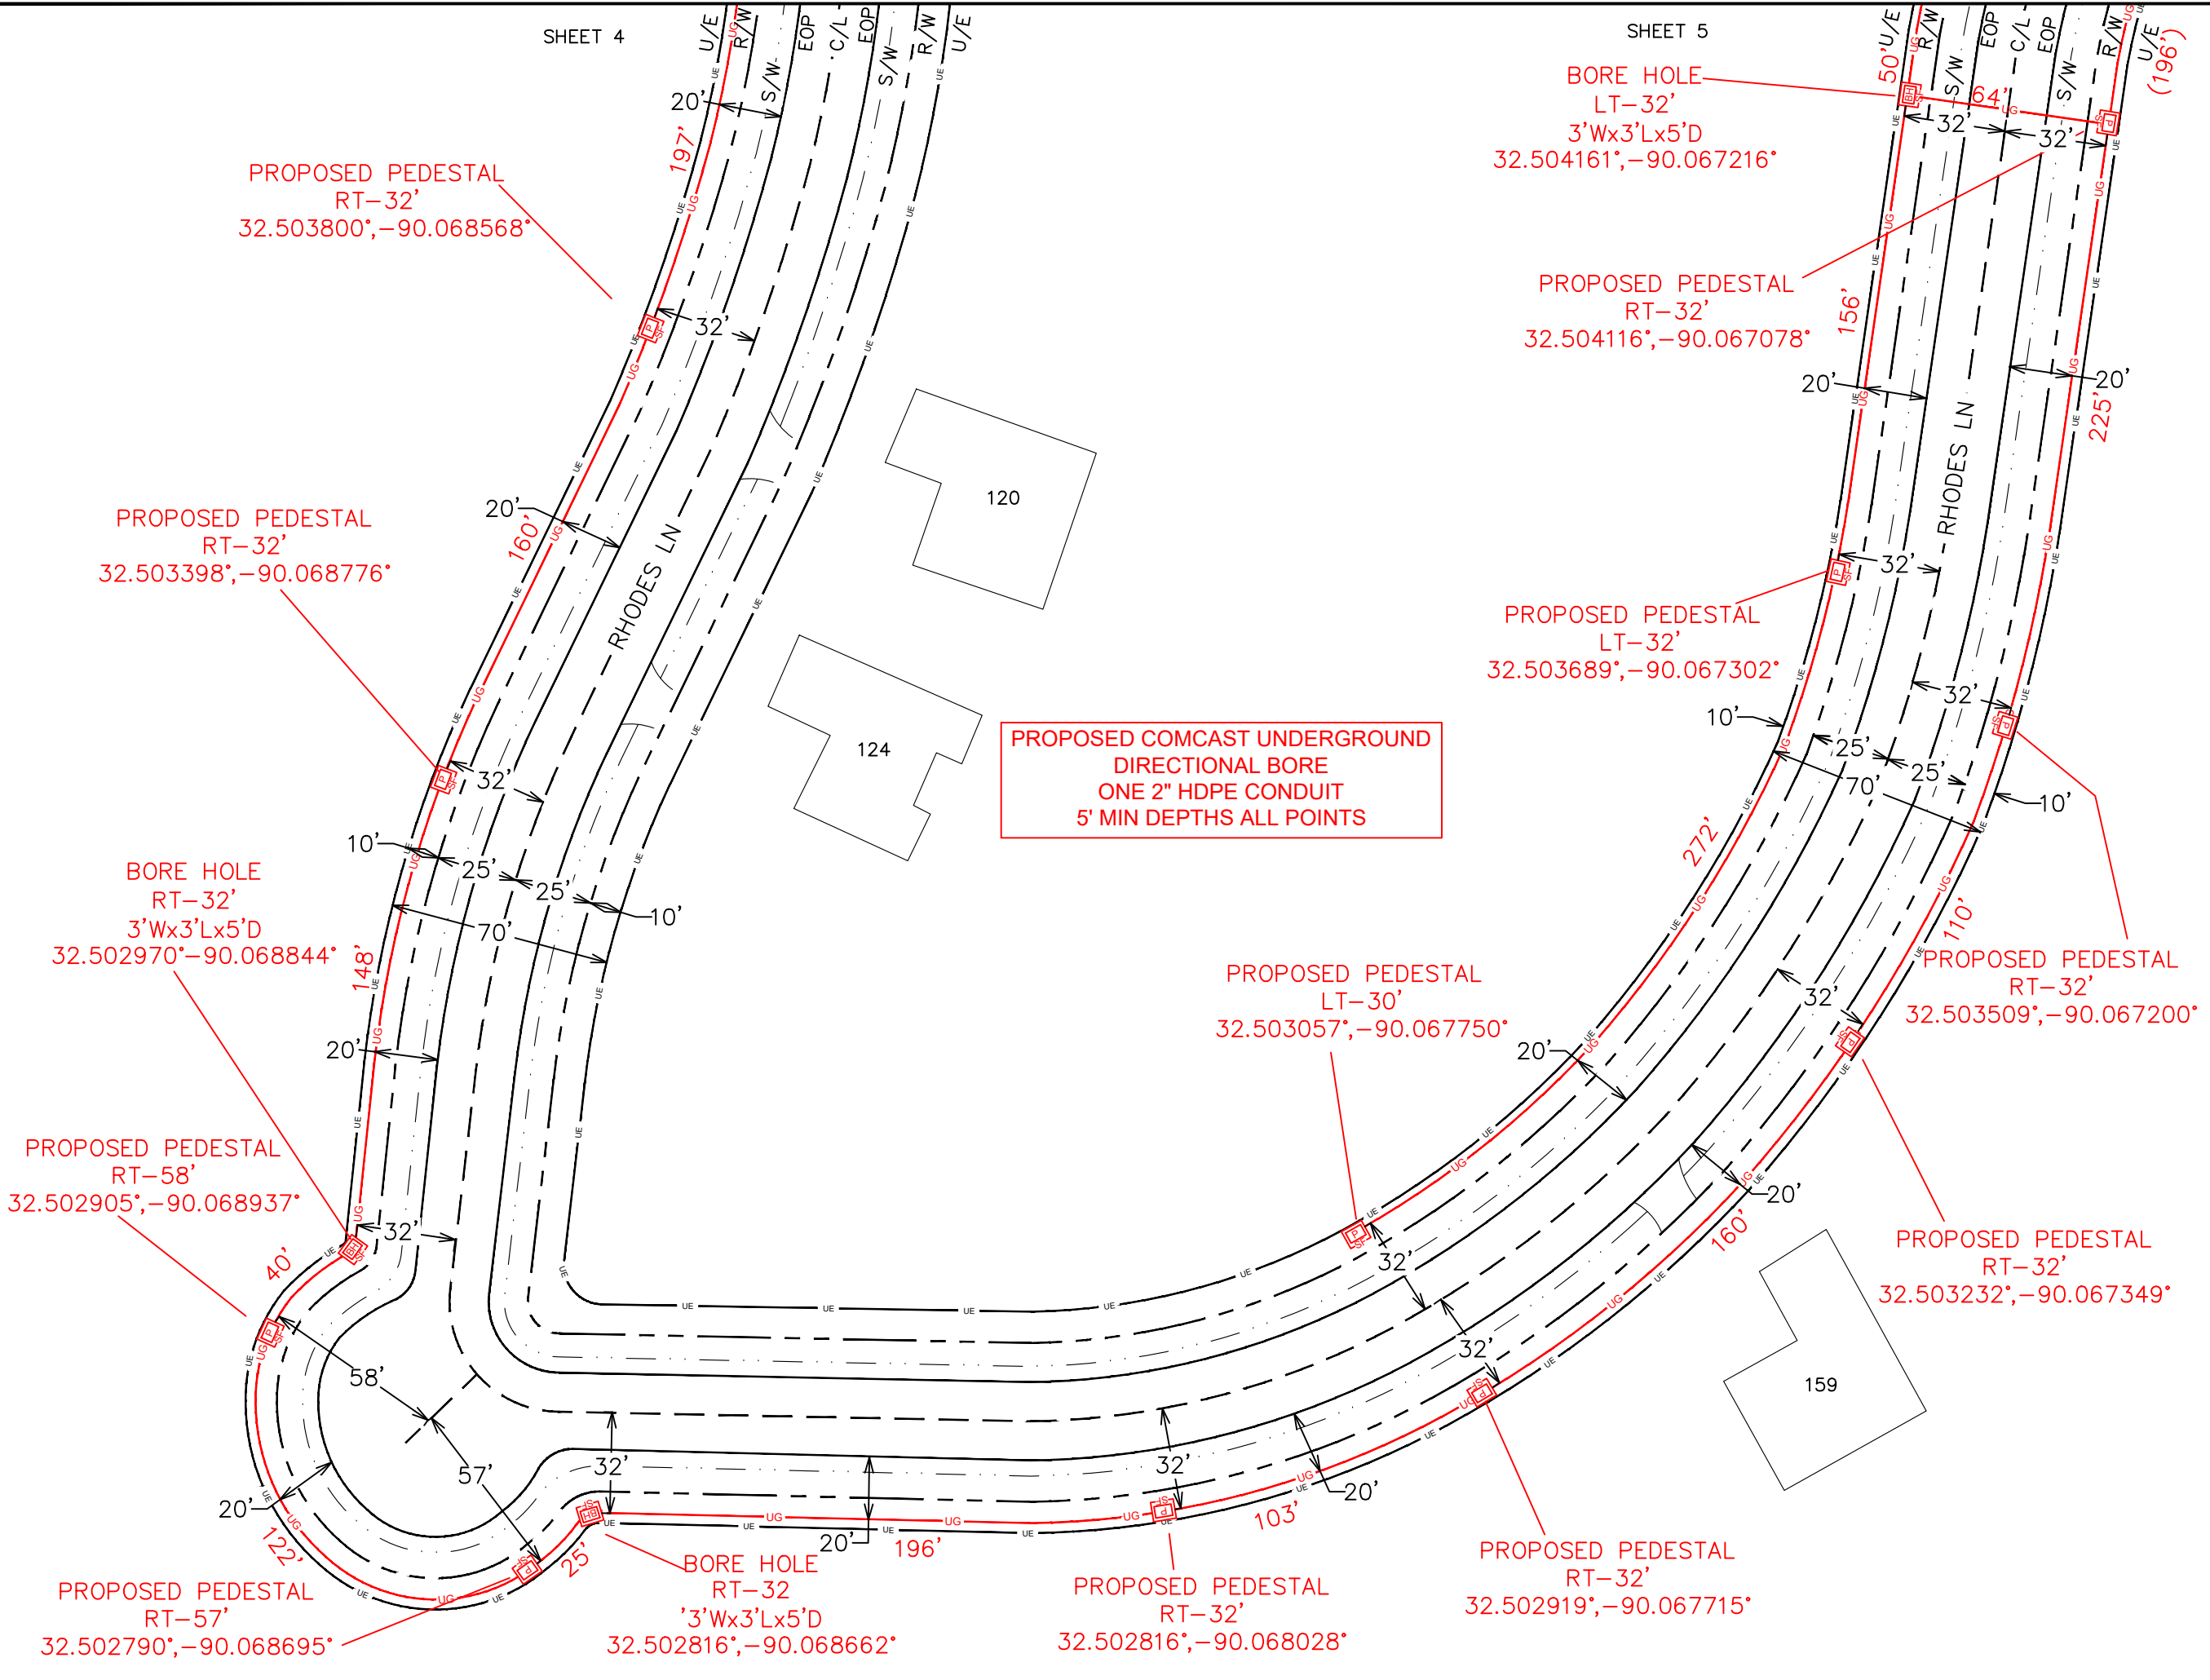 SHEET 4
U/E
R/W
S/W
EOP
C/L
EOP
S/W
R/W
U/E
SHEET 5
50'
U/E
R/W
S/W
EOP
C/L
EOP
S/W
R/W
U/E
(196')
BORE HOLE
LT-32'
3'Wx3'Lx5'D
32.504161°,-90.067216°
64'
32'
32'
20'
197'
PROPOSED PEDESTAL
RT-32'
32.503800°,-90.068568°
32'
PROPOSED PEDESTAL
RT-32'
32.504116°,-90.067078°
156'
20'
20'
225'
RHODES LN
120
20'
160'
PROPOSED PEDESTAL
RT-32'
32.503398°,-90.068776°
RHODES LN
32'
PROPOSED PEDESTAL
LT-32'
32.503689°,-90.067302°
32'
10'
25'
25'
70'
10'
124
PROPOSED COMCAST UNDERGROUND
DIRECTIONAL BORE
ONE 2" HDPE CONDUIT
5' MIN DEPTHS ALL POINTS
32'
10'
25'
25'
10'
70'
272'
110'
BORE HOLE
RT-32'
3'Wx3'Lx5'D
32.502970°-90.068844°
148'
20'
PROPOSED PEDESTAL
LT-30'
32.503057°,-90.067750°
32'
PROPOSED PEDESTAL
RT-32'
32.503509°,-90.067200°
20'
PROPOSED PEDESTAL
RT-58'
32.502905°,-90.068937°
32'
40'
20'
160'
PROPOSED PEDESTAL
RT-32'
32.503232°,-90.067349°
32'
32'
58'
159
57'
32'
32'
20'
20'
122'
25'
20'
196'
103'
PROPOSED PEDESTAL
RT-57'
32.502790°,-90.068695°
BORE HOLE
RT-32
'3'Wx3'Lx5'D
32.502816°,-90.068662°
PROPOSED PEDESTAL
RT-32'
32.502816°,-90.068028°
PROPOSED PEDESTAL
RT-32'
32.502919°,-90.067715°
UE
UG
P
SF
BH